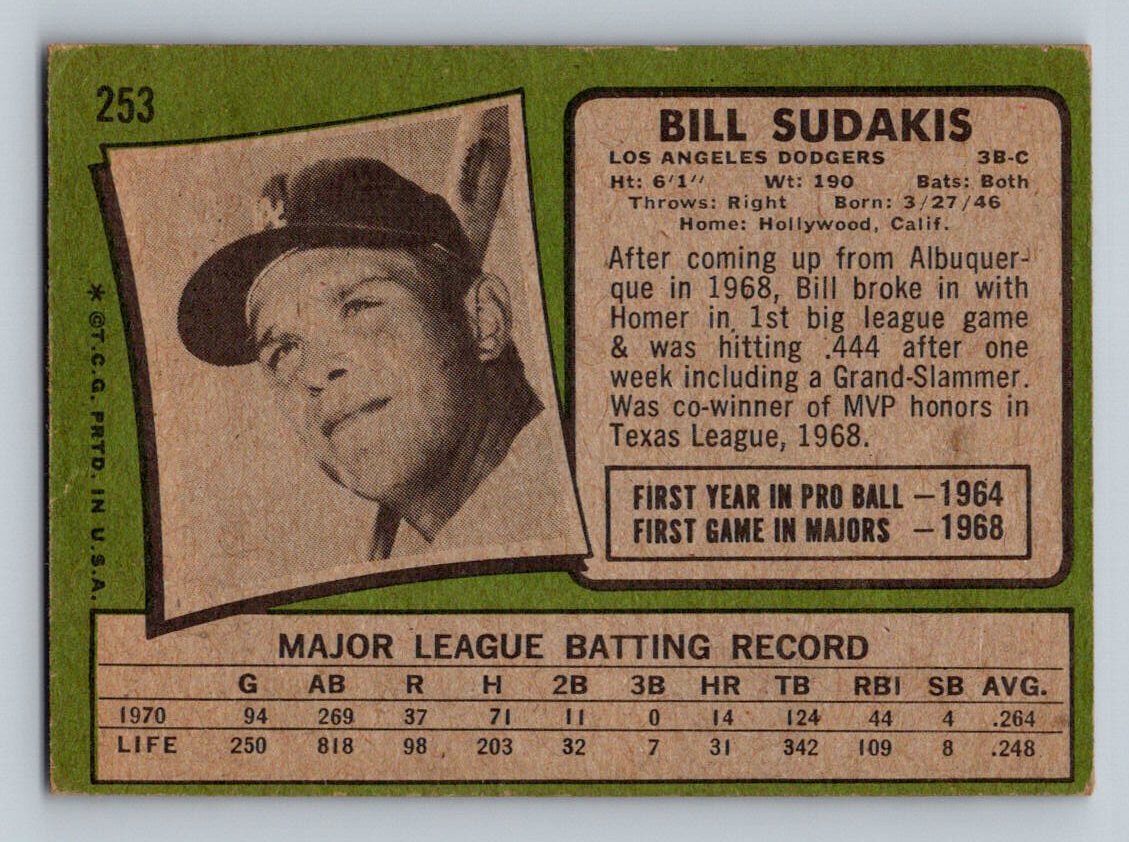 253
BILL SUDAKIS
LOS ANGELES DODGERS 3B-C
Ht: 6'1" Wt: 190 Bats: Both
Throws: Right Born: 3/27/46
Home: Hollywood, Calif.
After coming up from Albuquer-
que in 1968, Bill broke in with
Homer in 1st big league game
& was hitting .444 after one
week including a Grand-Slammer.
Was co-winner of MVP honors in
Texas League, 1968.
FIRST YEAR IN PRO BALL — 1964
FIRST GAME IN MAJORS — 1968
* © T.C.G. PRTD. IN U.S.A.
MAJOR LEAGUE BATTING RECORD
G AB R H 2B 3B HR TB RBI SB AVG.
1970 94 269 37 71 11 0 14 124 44 4 .264
LIFE 250 818 98 203 32 7 31 342 109 8 .248